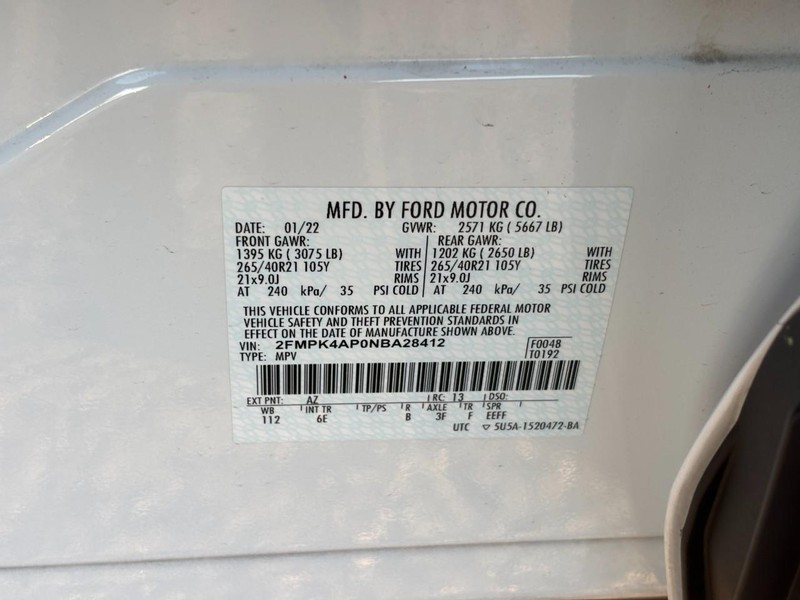 MFD. BY FORD MOTOR CO.
DATE: 01/22 GVWR: 2571 KG ( 5667 LB)
FRONT GAWR: REAR GAWR:
1395 KG ( 3075 LB) WITH 1202 KG ( 2650 LB) WITH
265/40R21 105Y TIRES 265/40R21 105Y TIRES
21x9.0J RIMS 21x9.0J RIMS
AT 240 kPa/ 35 PSI COLD AT 240 kPa/ 35 PSI COLD
THIS VEHICLE CONFORMS TO ALL APPLICABLE FEDERAL MOTOR
VEHICLE SAFETY AND THEFT PREVENTION STANDARDS IN
EFFECT ON THE DATE OF MANUFACTURE SHOWN ABOVE.
VIN: 2FMPK4AP0NBA28412 F0048
TYPE: MPV T0192
EXT PNT: AZ RC: 13 DSO:
WB INT TR TP/PS R AXLE TR SPR
112 6E B 3F F EEFF
UTC ▽5U5A-1520472-BA